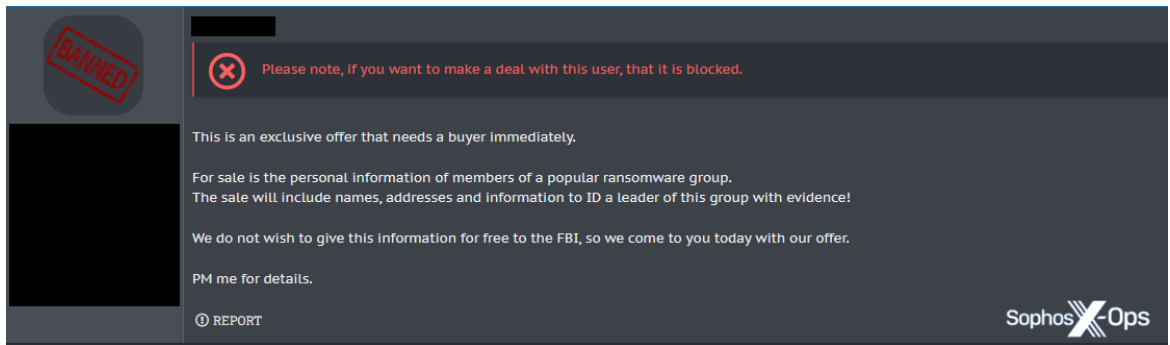 BANNED
Please note, if you want to make a deal with this user, that it is blocked.
This is an exclusive offer that needs a buyer immediately.
For sale is the personal information of members of a popular ransomware group.
The sale will include names, addresses and information to ID a leader of this group with evidence!
We do not wish to give this information for free to the FBI, so we come to you today with our offer.
PM me for details.
REPORT
Sophos X-Ops